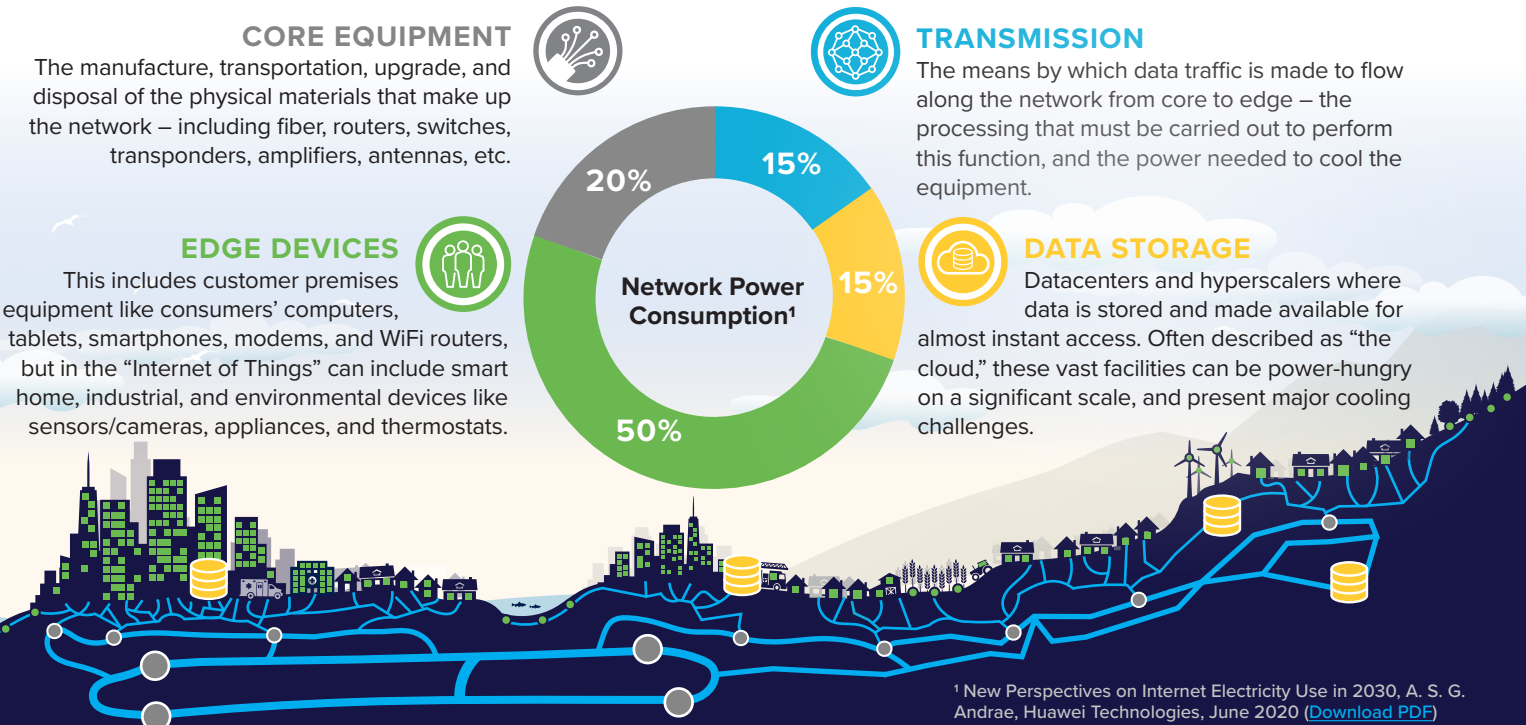 CORE EQUIPMENT
The manufacture, transportation, upgrade, and
disposal of the physical materials that make up
the network – including fiber, routers, switches,
transponders, amplifiers, antennas, etc.
TRANSMISSION
The means by which data traffic is made to flow
along the network from core to edge – the
processing that must be carried out to perform
this function, and the power needed to cool the
equipment.
EDGE DEVICES
This includes customer premises
equipment like consumers’ computers,
tablets, smartphones, modems, and WiFi routers,
but in the “Internet of Things” can include smart
home, industrial, and environmental devices like
sensors/cameras, appliances, and thermostats.
DATA STORAGE
Datacenters and hyperscalers where
data is stored and made available for
almost instant access. Often described as “the
cloud,” these vast facilities can be power-hungry
on a significant scale, and present major cooling
challenges.
20%
15%
15%
50%
Network Power
Consumption¹
¹ New Perspectives on Internet Electricity Use in 2030, A. S. G.
Andrae, Huawei Technologies, June 2020 (Download PDF)